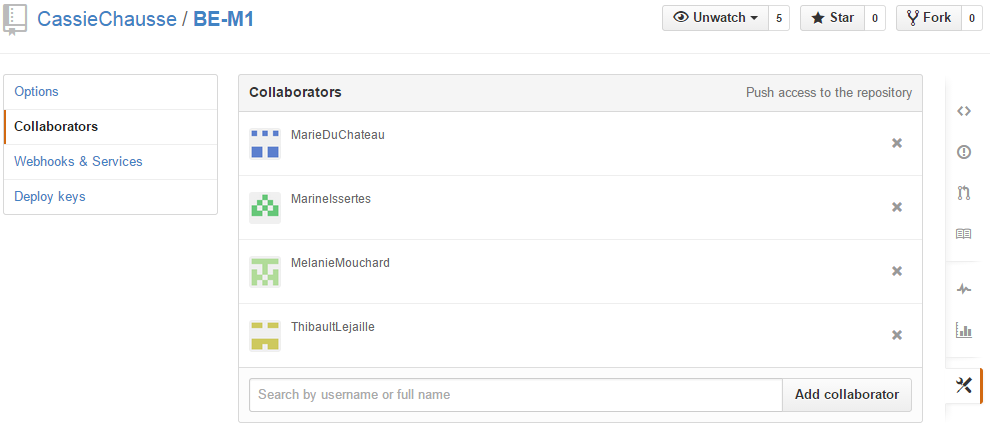 CassieChausse / BE-M1
Unwatch 5
Star 0
Fork 0
Options
Collaborators
Webhooks & Services
Deploy keys
Collaborators Push access to the repository
MarieDuChateau
MarineIssertes
MelanieMouchard
ThibaultLejaille
Search by username or full name Add collaborator